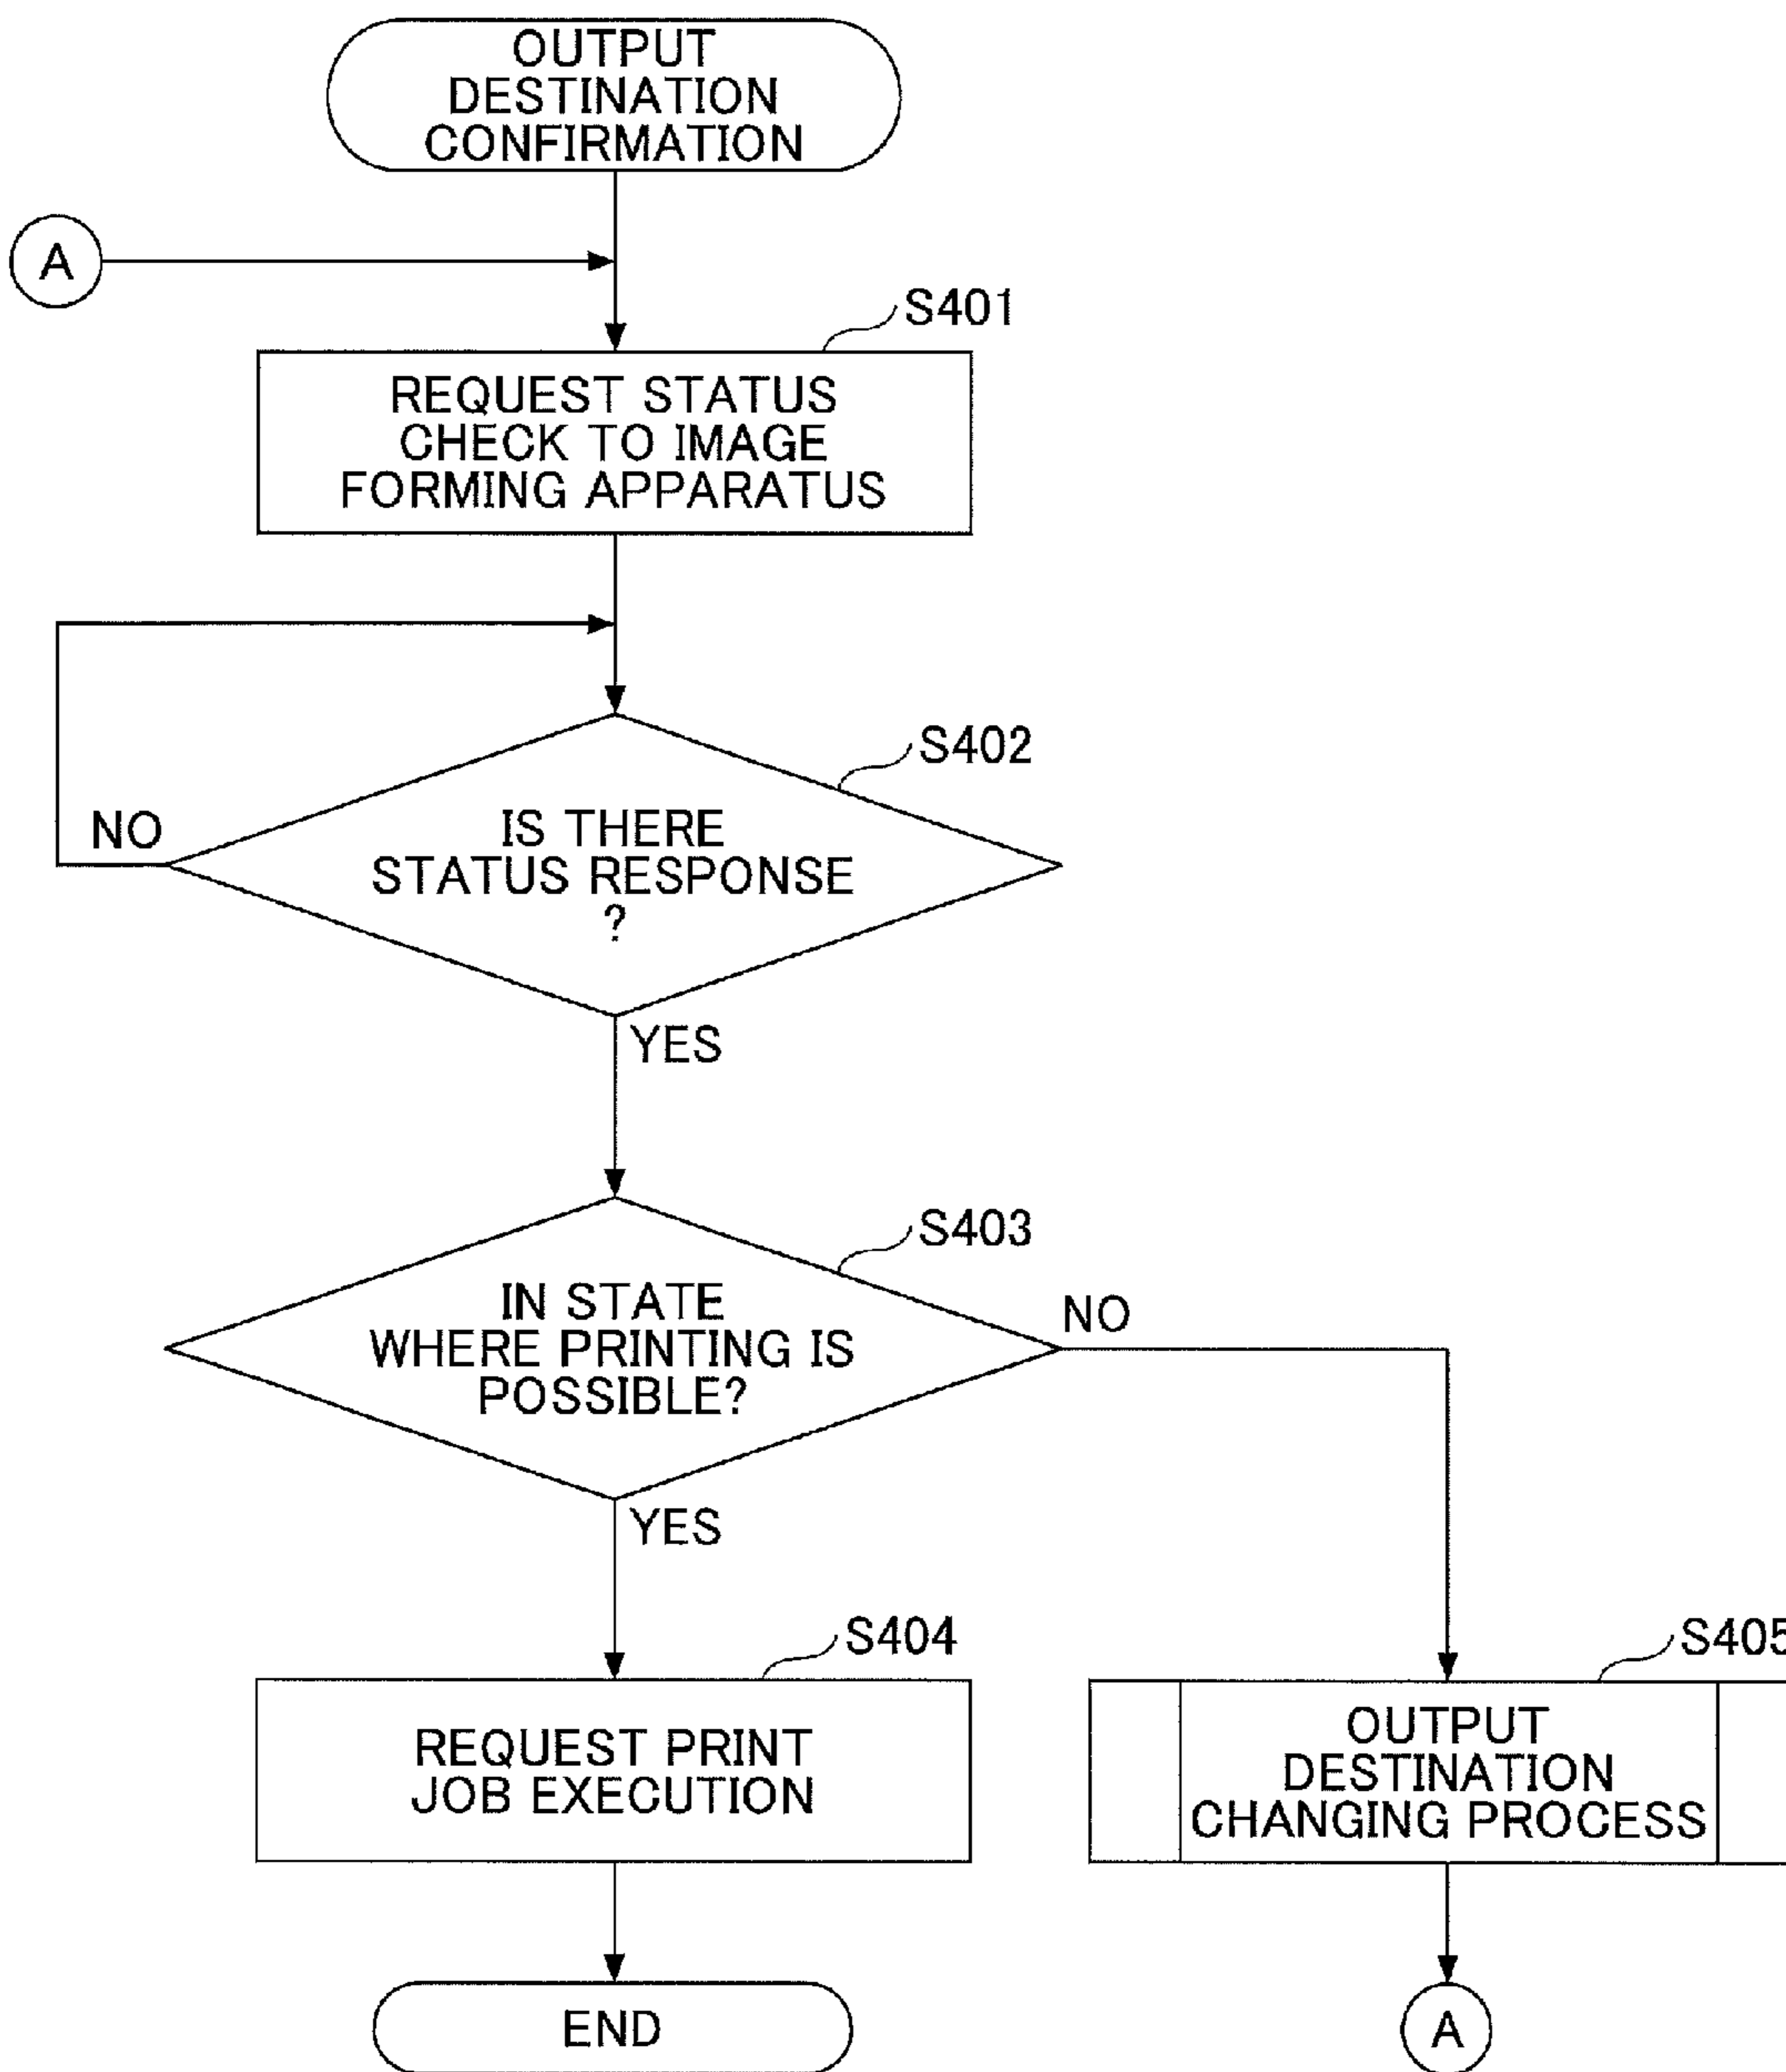 OUTPUT
DESTINATION
CONFIRMATION
A
S401
REQUEST STATUS
CHECK TO IMAGE
FORMING APPARATUS
S402
NO
IS THERE
STATUS RESPONSE
?
YES
S403
IN STATE
WHERE PRINTING IS
POSSIBLE?
NO
YES
S404
REQUEST PRINT
JOB EXECUTION
S405
OUTPUT
DESTINATION
CHANGING PROCESS
END
A